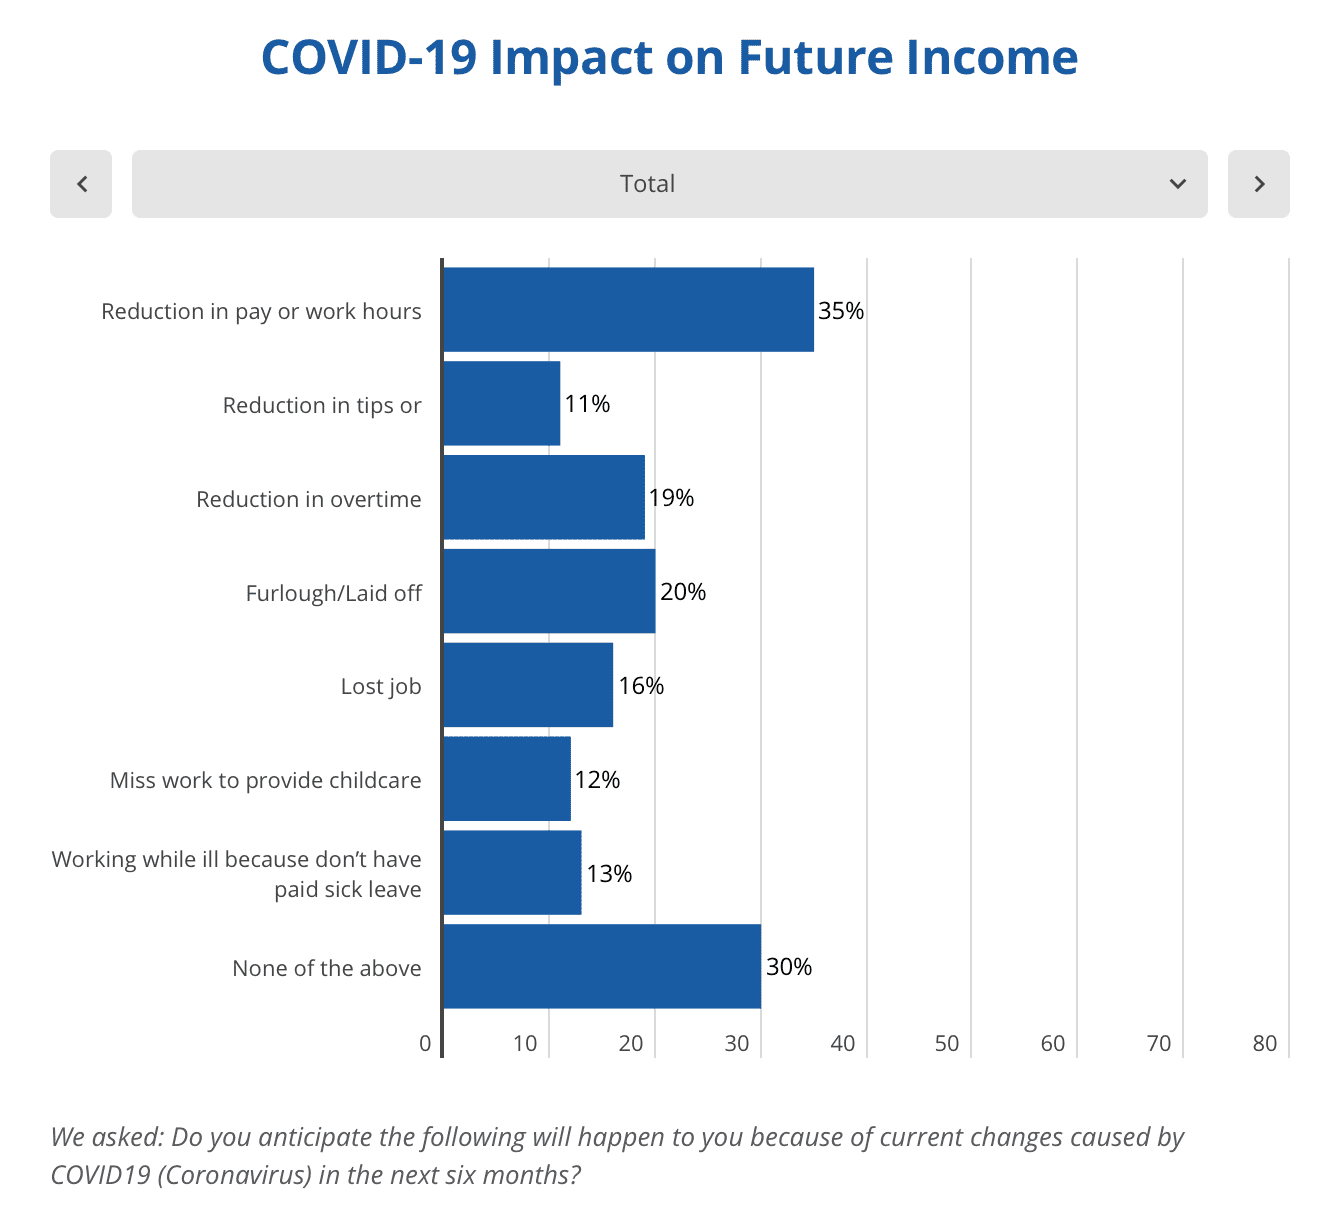 COVID-19 Impact on Future Income
Total
Reduction in pay or work hours
35%
Reduction in tips or
11%
Reduction in overtime
19%
Furlough/Laid off
20%
Lost job
16%
Miss work to provide childcare
12%
Working while ill because don’t have
paid sick leave
13%
None of the above
30%
0 10 20 30 40 50 60 70 80
We asked: Do you anticipate the following will happen to you because of current changes caused by
COVID19 (Coronavirus) in the next six months?